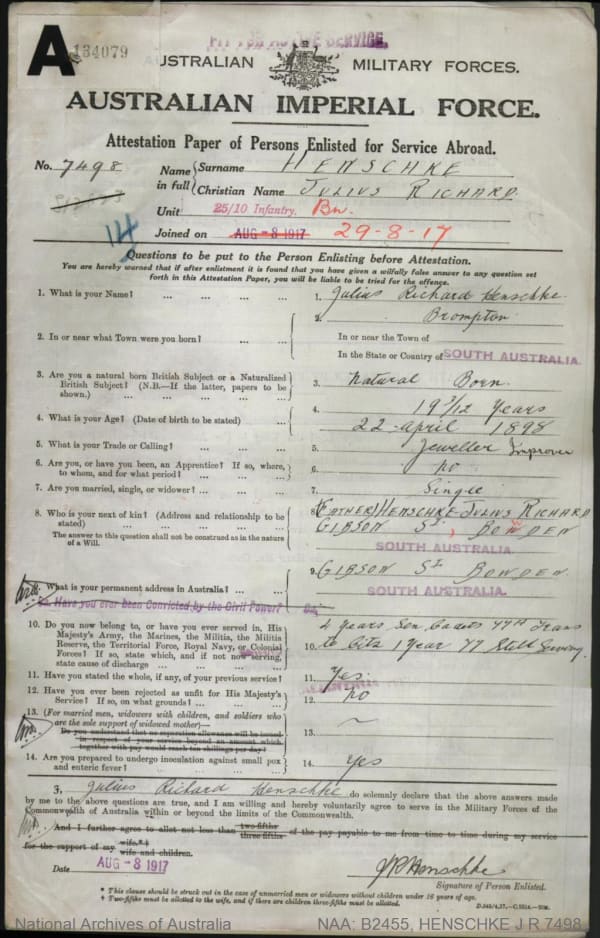 A 134079
FIT FOR ACTIVE SERVICE.
AUSTRALIAN MILITARY FORCES.
AUSTRALIAN IMPERIAL FORCE.
Attestation Paper of Persons Enlisted for Service Abroad.
No. 7498 Name in full { Surname HENSCHKE
Christian Name JULIUS RICHARD
Unit 25/10 Infantry. Bn.
14 Joined on AUG -8 1917 29-8-17
Questions to be put to the Person Enlisting before Attestation.
You are hereby warned that if after enlistment it is found that you have given a wilfully false answer to any question set
forth in this Attestation Paper, you will be liable to be tried for the offence.
1. What is your Name? ... ... ... ... 1. Julius Richard Henschke
2. Brompton
2. In or near what Town were you born? ... ... In or near the Town of
In the State or Country of SOUTH AUSTRALIA.
3. Are you a natural born British Subject or a Naturalized
British Subject? (N.B.—If the latter, papers to be
shown.) ... ... ... ... ... 3. Natural Born.
4. What is your Age? (Date of birth to be stated) ... 4. 19 3/12 Years
22-April 1898
5. What is your Trade or Calling? ... ... ... 5. Jeweller Improver
6. Are you, or have you been, an Apprentice? If so, where,
to whom, and for what period? ... ... ... 6. no
7. Are you married, single, or widower? ... ... ... 7. Single
8. Who is your next of kin? (Address and relationship to be
stated) ... ... ... ... ... 8. (FATHER) HENSCHKE JULIUS RICHARD
The answer to this question shall not be construed as in the nature
of a Will. GIBSON ST, BOWDEN
SOUTH AUSTRALIA.
9. What is your permanent address in Australia? ... ... 9. GIBSON ST BOWDEN.
SOUTH AUSTRALIA.
9a. Have you ever been Convicted by the Civil Power? 9a.
10. Do you now belong to, or have you ever served in, His
Majesty's Army, the Marines, the Militia, the Militia
Reserve, the Territorial Force, Royal Navy, or Colonial
Forces? If so, state which, and if not now serving,
state cause of discharge ... ... ... ... 10. 4 years Sen Cadets 77th Trans
to Citz 1 year 77 Still Serving.
11. Have you stated the whole, if any, of your previous service? 11. Yes.
12. Have you ever been rejected as unfit for His Majesty's
Service? If so, on what grounds? ... ... ... 12. no
13. (For married men, widowers with children, and soldiers who
are the sole support of widowed mother)—
Do you understand that no separation allowance will be issued
in respect of your service beyond an amount which
together with pay would reach ten shillings per day? 13. ~
14. Are you prepared to undergo inoculation against small pox
and enteric fever? ... ... ... ... 14. Yes
I, Julius Richard Henschke do solemnly declare that the above answers made
by me to the above questions are true, and I am willing and hereby voluntarily agree to serve in the Military Forces of the
Commonwealth of Australia within or beyond the limits of the Commonwealth.
And I further agree to allot not less than two-fifths three-fifths of the pay payable to me from time to time during my service
for the support of my wife.*† wife and children.
Date AUG -8 1917 J R Henschke
Signature of Person Enlisted.
* This clause should be struck out in the case of unmarried men or widowers without children under 16 years of age.
† Two-fifths must be allotted to the wife, and if there are children three-fifths must be allotted.
National Archives of Australia NAA: B2455, HENSCHKE J R 7498